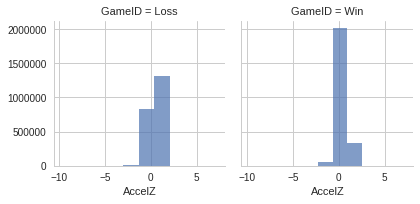 GameID = Loss
GameID = Win
2000000
1500000
1000000
500000
0
−10 −5 0 5
−10 −5 0 5
AccelZ
AccelZ